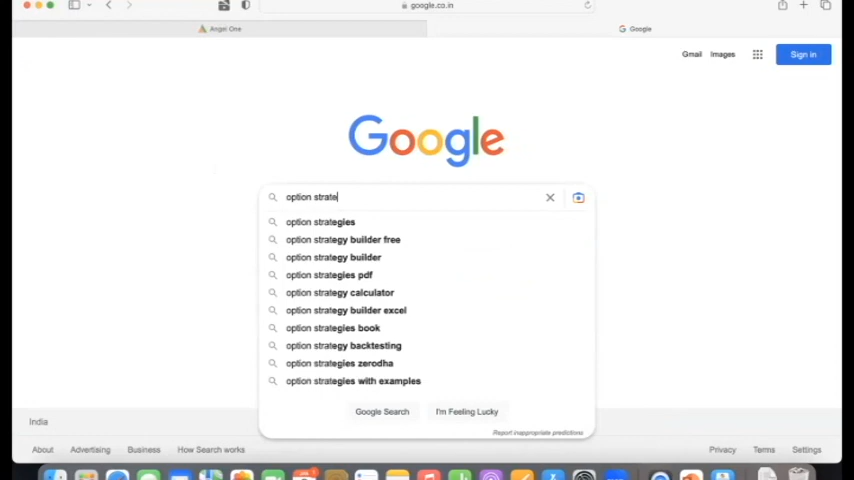 google.co.in
Angel One
Google
Gmail Images
Sign in
Google
option strate
option strategies
option strategy builder free
option strategy builder
option strategies pdf
option strategy calculator
option strategy builder excel
option strategies book
option strategy backtesting
option strategies zerodha
option strategies with examples
Google Search I'm Feeling Lucky
Report inappropriate predictions
India
About Advertising Business How Search works Privacy Terms Settings